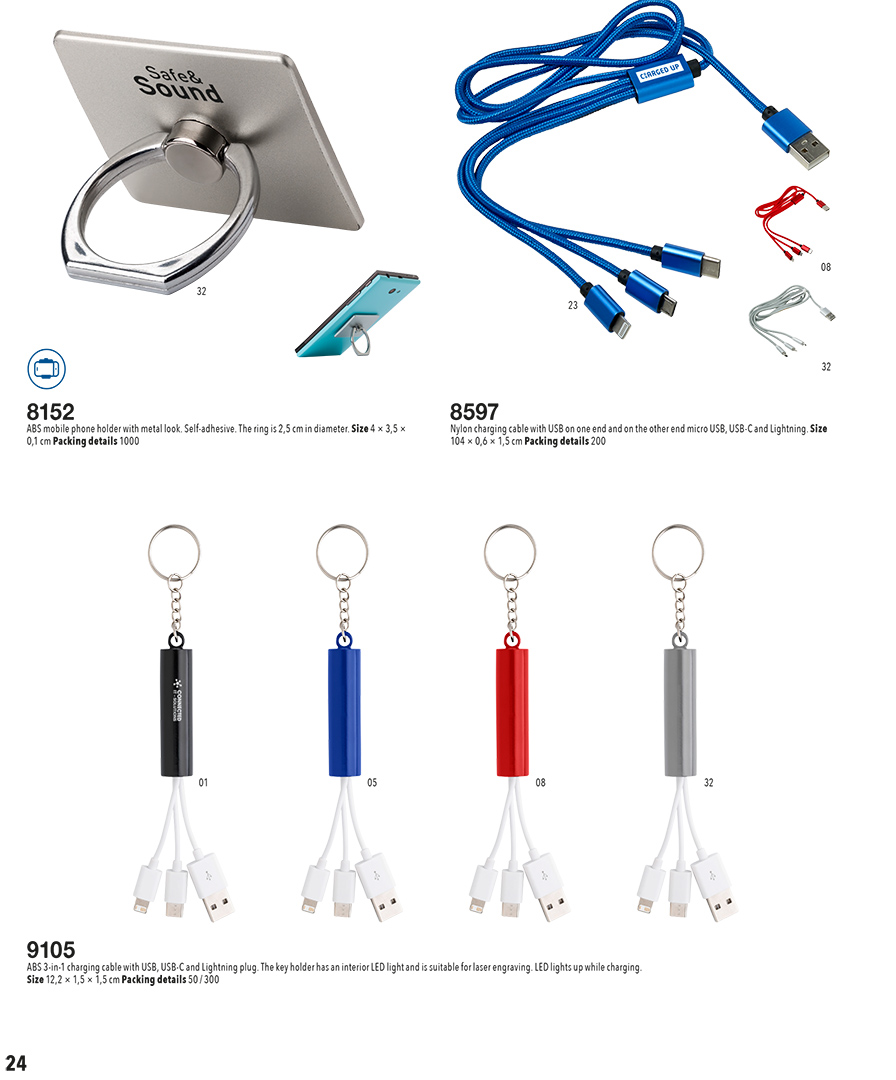 Safe&
Sound
32
8152
ABS mobile phone holder with metal look. Self-adhesive. The ring is 2,5 cm in diameter. Size 4 × 3,5 ×
0,1 cm Packing details 1000
CHARGED UP
08
23
32
8597
Nylon charging cable with USB on one end and on the other end micro USB, USB-C and Lightning. Size
104 × 0,6 × 1,5 cm Packing details 200
CONNECTED
IT - SOLUTIONS
01
05
08
32
9105
ABS 3-in-1 charging cable with USB, USB-C and Lightning plug. The key holder has an interior LED light and is suitable for laser engraving. LED lights up while charging.
Size 12,2 × 1,5 × 1,5 cm Packing details 50 / 300
24